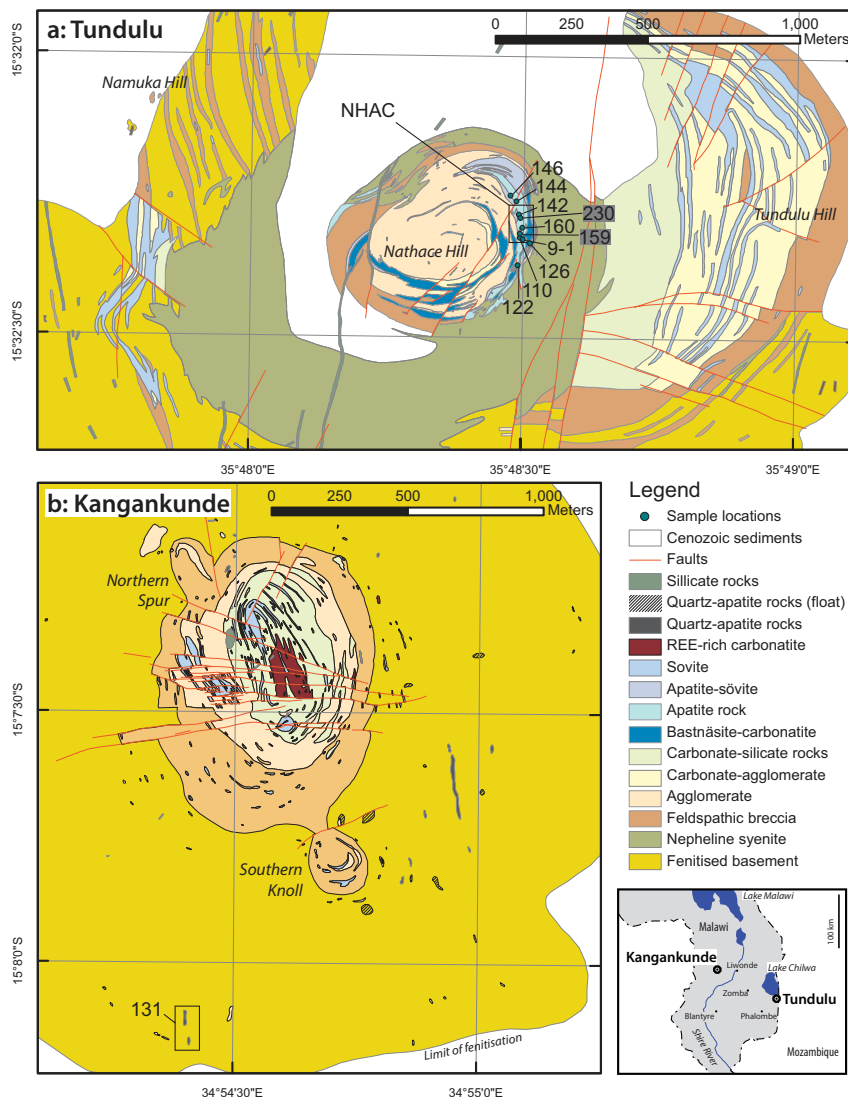 a: Tundulu
0 250 500 1,000
Meters
15°32'0"S
Namuka Hill
NHAC
146
144
142
230
160
159
9-1
126
110
122
Nathace Hill
Tundulu Hill
15°32'30"S
35°48'0"E
35°48'30"E
35°49'0"E
b: Kangankunde
0 250 500 1,000
Meters
Northern
Spur
15°7'30"S
Southern
Knoll
15°8'0"S
131
Limit of fenitisation
34°54'30"E
34°55'0"E
Legend
Sample locations
Cenozoic sediments
Faults
Sillicate rocks
Quartz-apatite rocks (float)
Quartz-apatite rocks
REE-rich carbonatite
Sovite
Apatite-sövite
Apatite rock
Bastnäsite-carbonatite
Carbonate-silicate rocks
Carbonate-agglomerate
Agglomerate
Feldspathic breccia
Nepheline syenite
Fenitised basement
Lake Malawi
Malawi
100 km
Kangankunde
Liwonde
Lake Chilwa
Zomba
Tundulu
Blantyre
Phalombe
Shire River
Mozambique